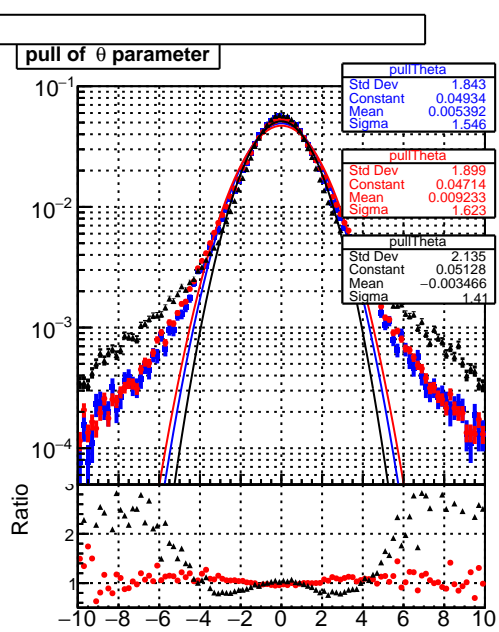 pull of θ parameter
pullTheta
Std Dev 1.843
Constant 0.04934
Mean 0.005392
Sigma 1.546
pullTheta
Std Dev 1.899
Constant 0.04714
Mean 0.009233
Sigma 1.623
pullTheta
Std Dev 2.135
Constant 0.05128
Mean −0.003466
Sigma 1.41
10⁻¹
10⁻²
10⁻³
10⁻⁴
3
2
1
Ratio
−10 −8 −6 −4 −2 0 2 4 6 8 10